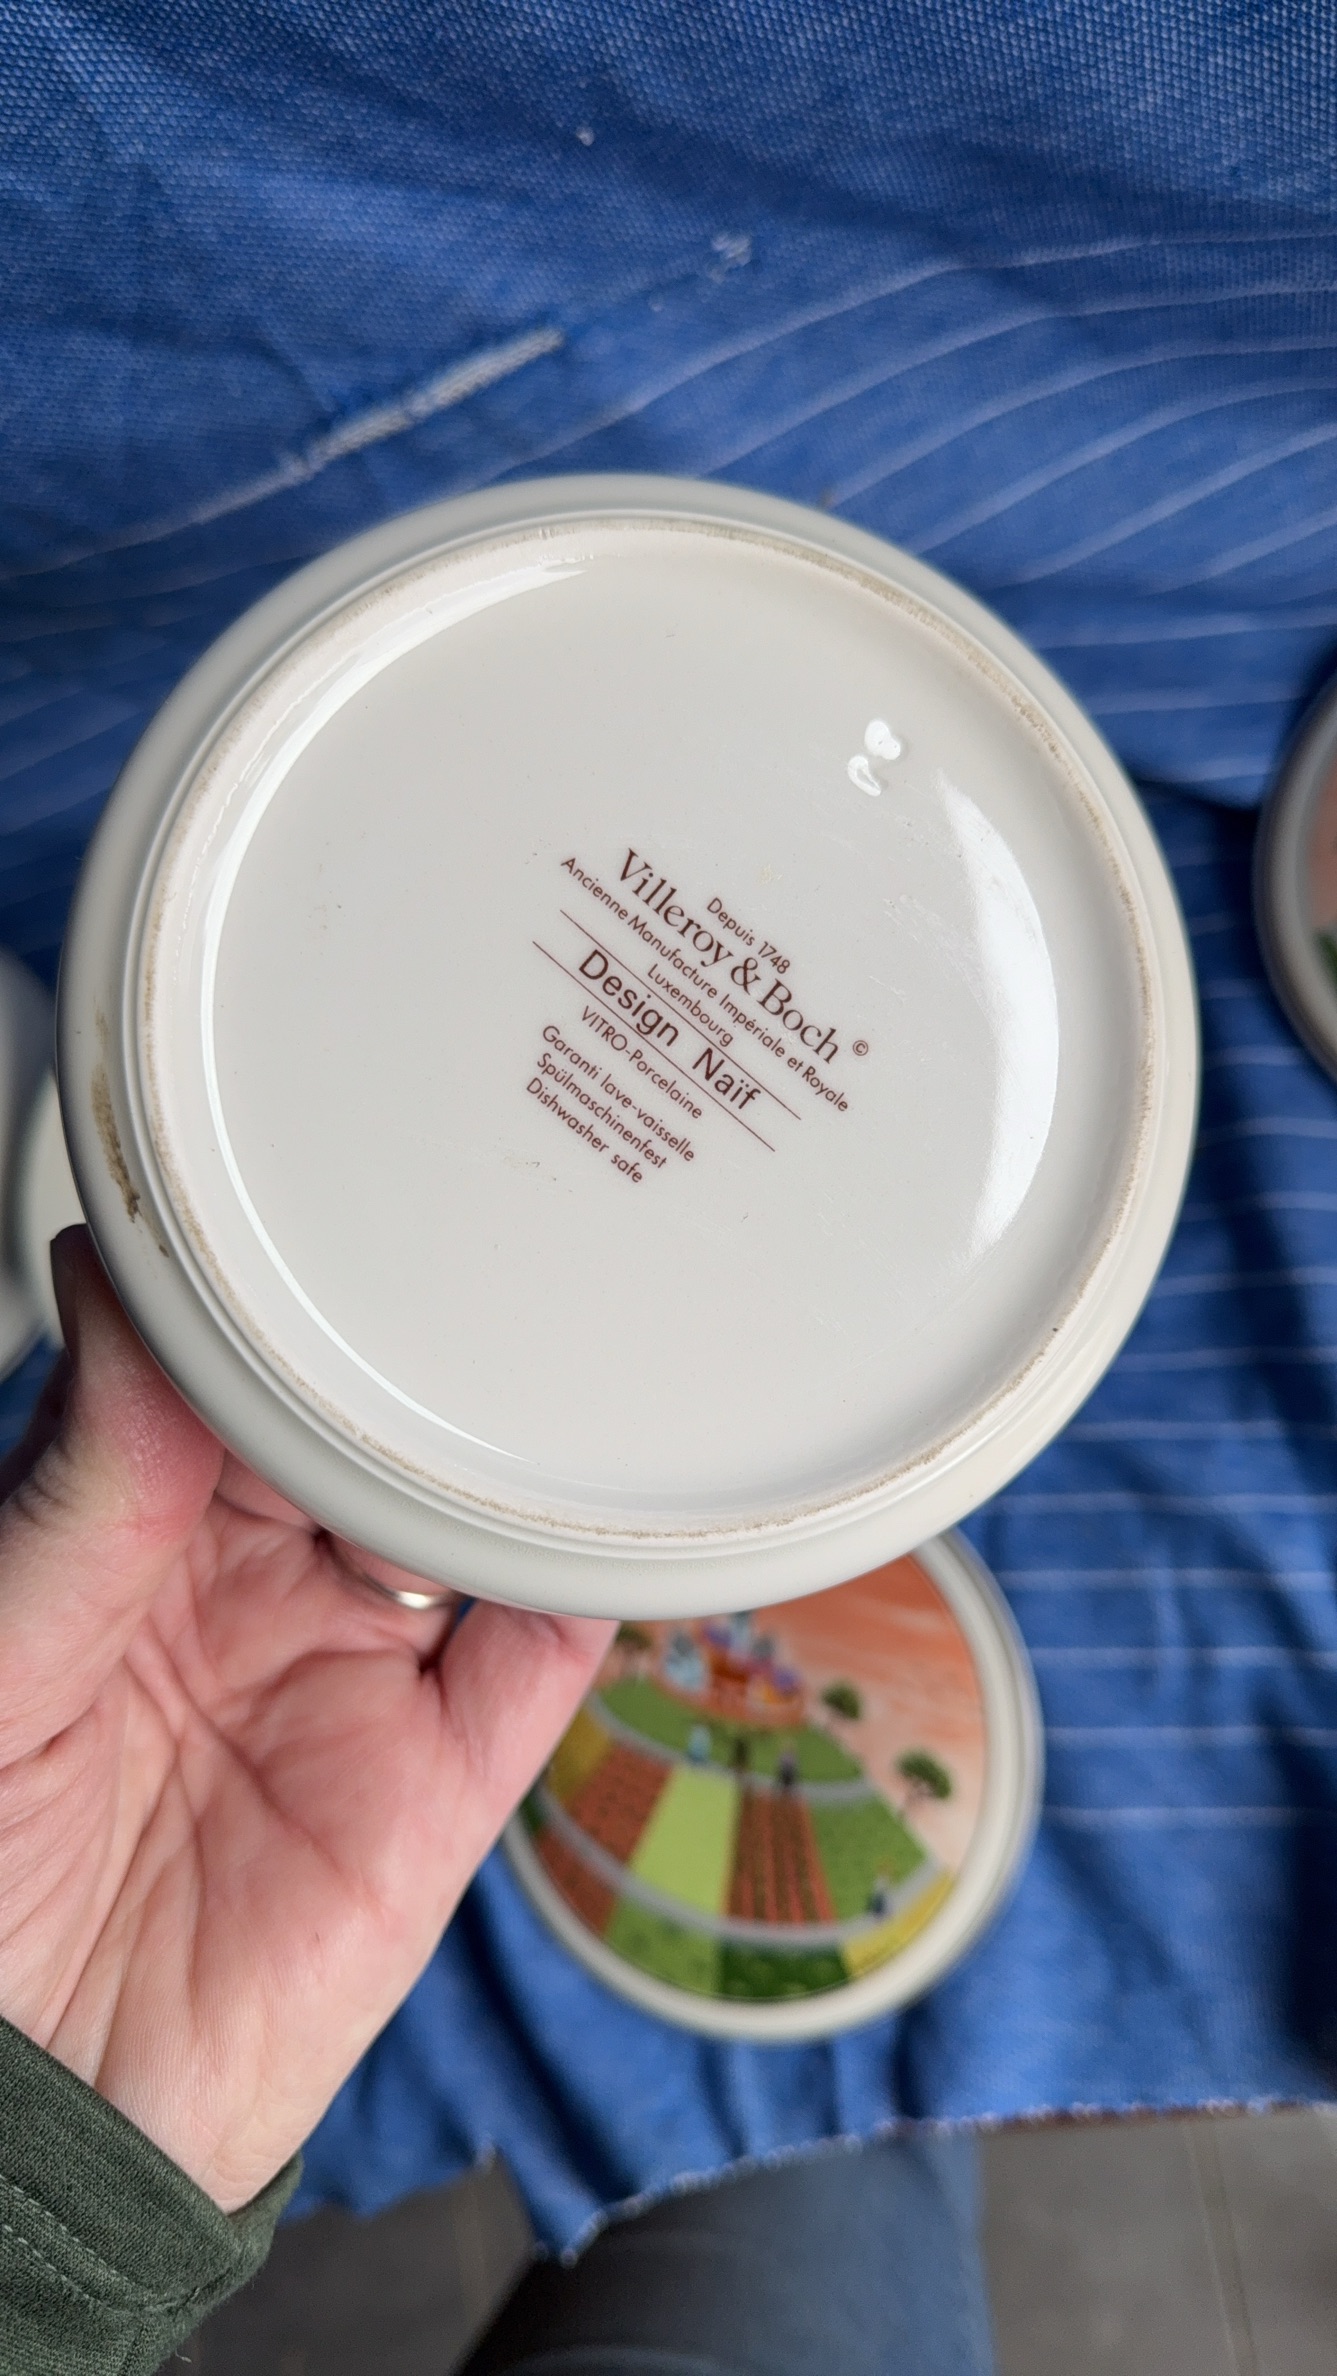 Depuis 1748
Villeroy & Boch ©
Ancienne Manufacture Impériale et Royale
Luxembourg
Design Naïf
VITRO-Porcelaine
Garanti lave-vaisselle
Spülmaschinenfest
Dishwasher safe